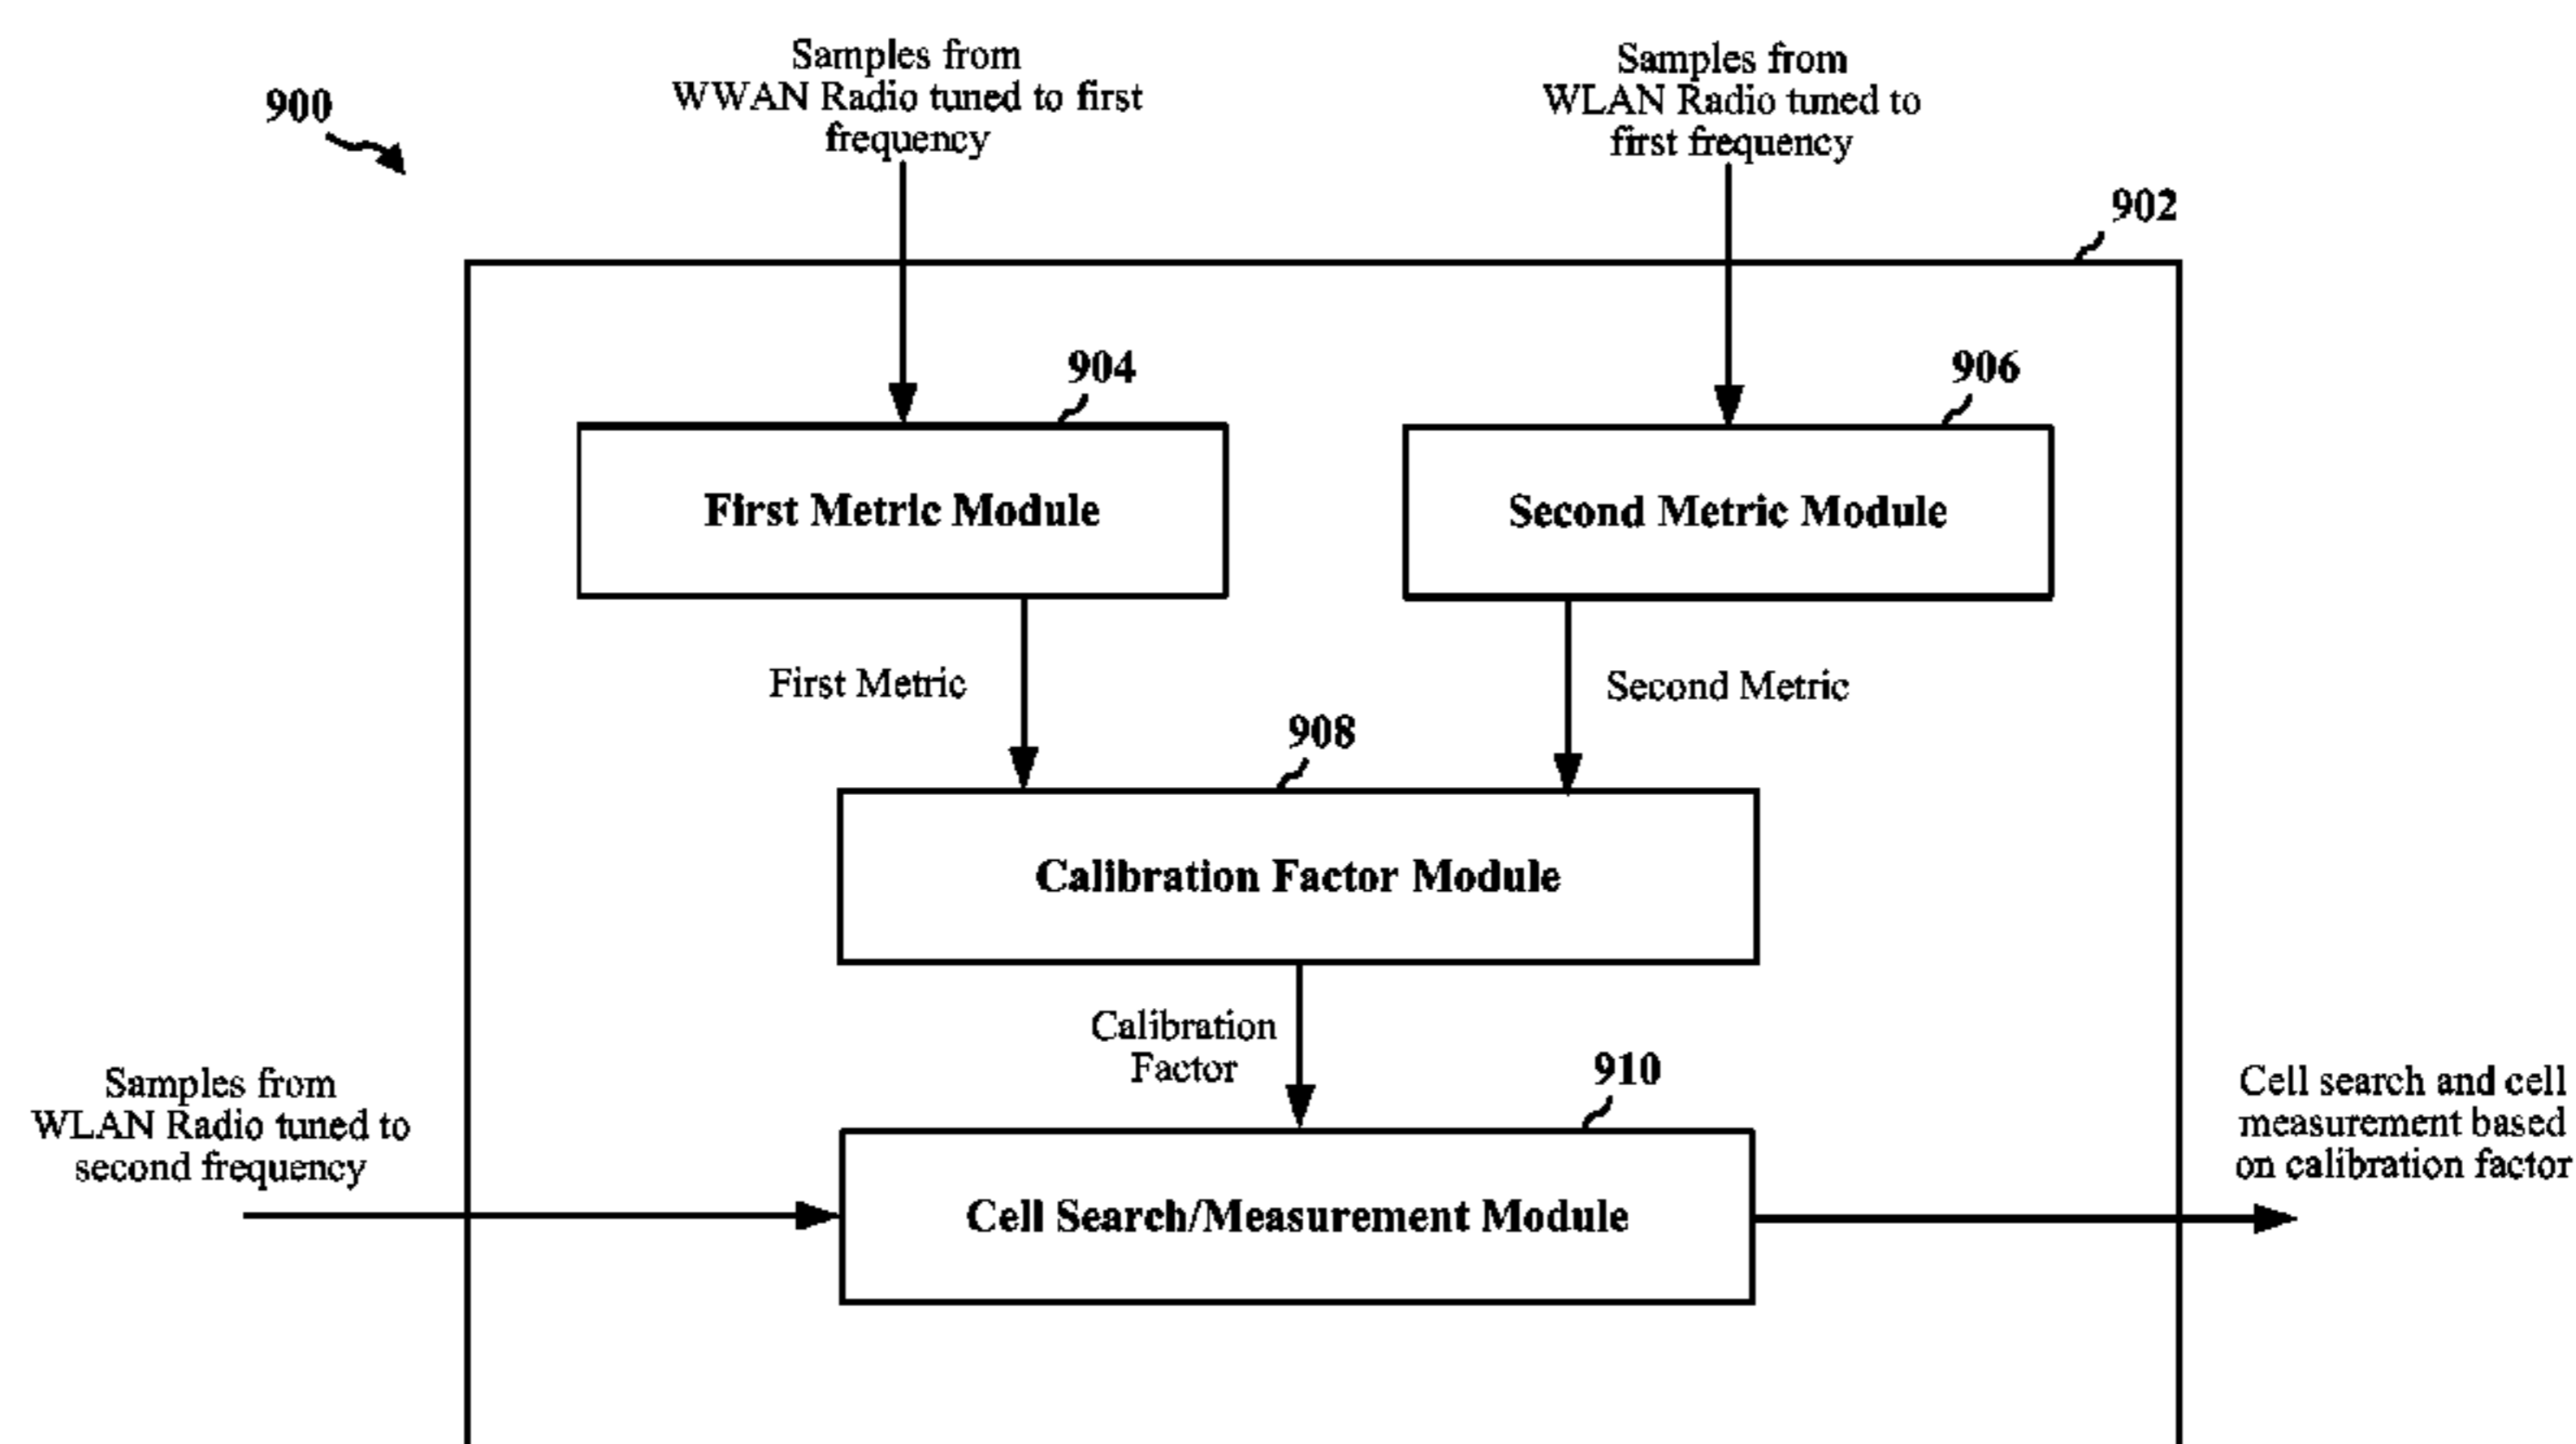 900
Samples from
WWAN Radio tuned to first
frequency
Samples from
WLAN Radio tuned to
first frequency
902
904
First Metric Module
906
Second Metric Module
First Metric
Second Metric
908
Calibration Factor Module
Calibration
Factor
Samples from
WLAN Radio tuned to
second frequency
910
Cell Search/Measurement Module
Cell search and cell
measurement based
on calibration factor